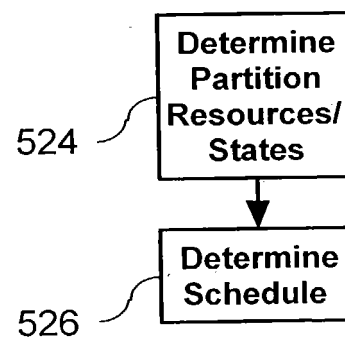 Determine
Partition
Resources/
States
524
Determine
Schedule
526